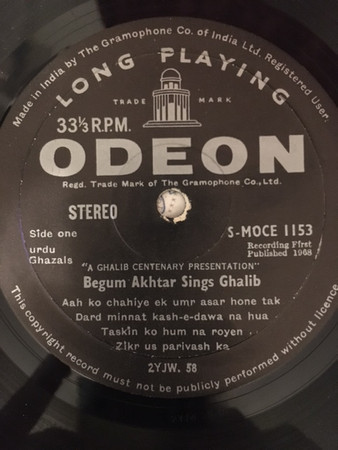 Made in India by The Gramophone Co. of India Ltd. Registered User.
LONG PLAYING
TRADE MARK
33⅓ R.P.M.
ODEON
Regd. Trade Mark of The Gramophone Co., Ltd.
STEREO
S-MOCE 1153
Side one
Recording First
Published 1968
urdu
Ghazals
"A GHALIB CENTENARY PRESENTATION"
Begum Akhtar Sings Ghalib
Aah ko chahiye ek umr asar hone tak
Dard minnat kash-e-dawa na hua
Taskin ko hum na royen ..
Zikr us parivash ka
2YJW. 58
This copyright record must not be publicly performed without licence